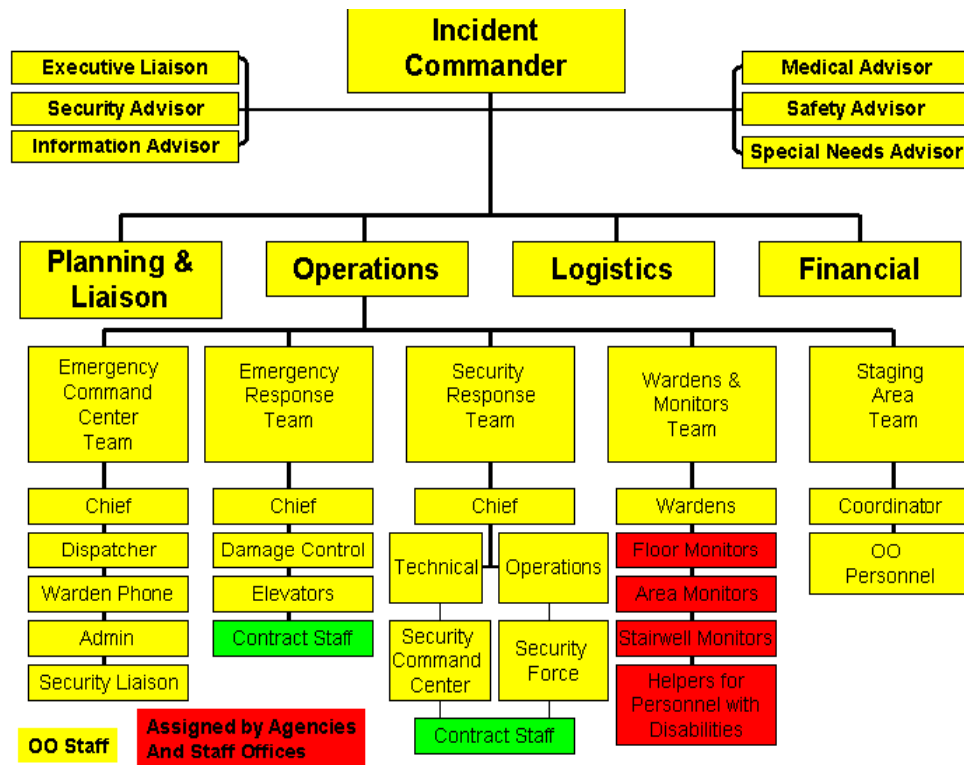 Incident
Commander
Executive Liaison
Security Advisor
Information Advisor
Medical Advisor
Safety Advisor
Special Needs Advisor
Planning &
Liaison
Operations
Logistics
Financial
Emergency
Command
Center
Team
Emergency
Response
Team
Security
Response
Team
Wardens &
Monitors
Team
Staging
Area
Team
Chief
Dispatcher
Warden Phone
Admin
Security Liaison
Chief
Damage Control
Elevators
Contract Staff
Chief
Technical
Operations
Security
Command
Center
Security
Force
Contract Staff
Wardens
Floor Monitors
Area Monitors
Stairwell Monitors
Helpers for
Personnel with
Disabilities
Coordinator
OO
Personnel
OO Staff
Assigned by Agencies
And Staff Offices